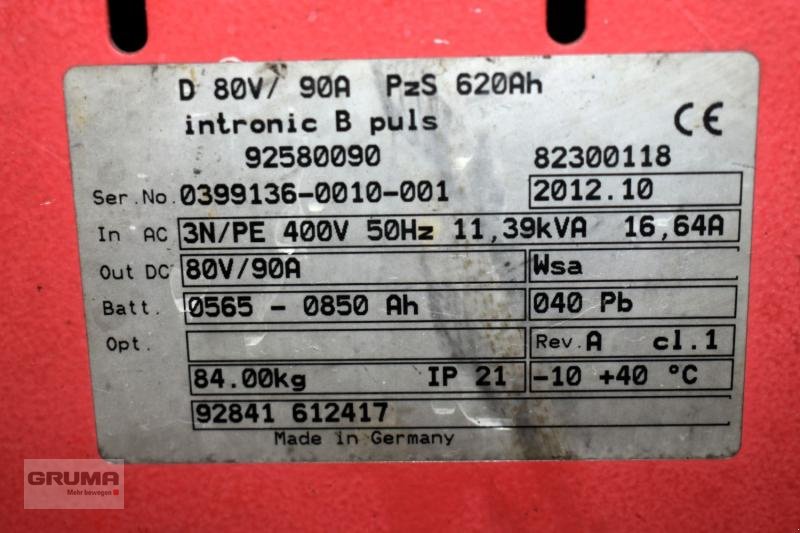 D 80V/ 90A PzS 620Ah
intronic B puls CE
92580090 82300118
Ser.No. 0399136-0010-001 2012.10
In AC 3N/PE 400V 50Hz 11,39kVA 16,64A
Out DC 80V/90A Wsa
Batt. 0565 - 0850 Ah 040 Pb
Opt. Rev.A cl.1
84.00kg IP 21 -10 +40 °C
92841 612417
Made in Germany
GRUMA
Mehr bewegen